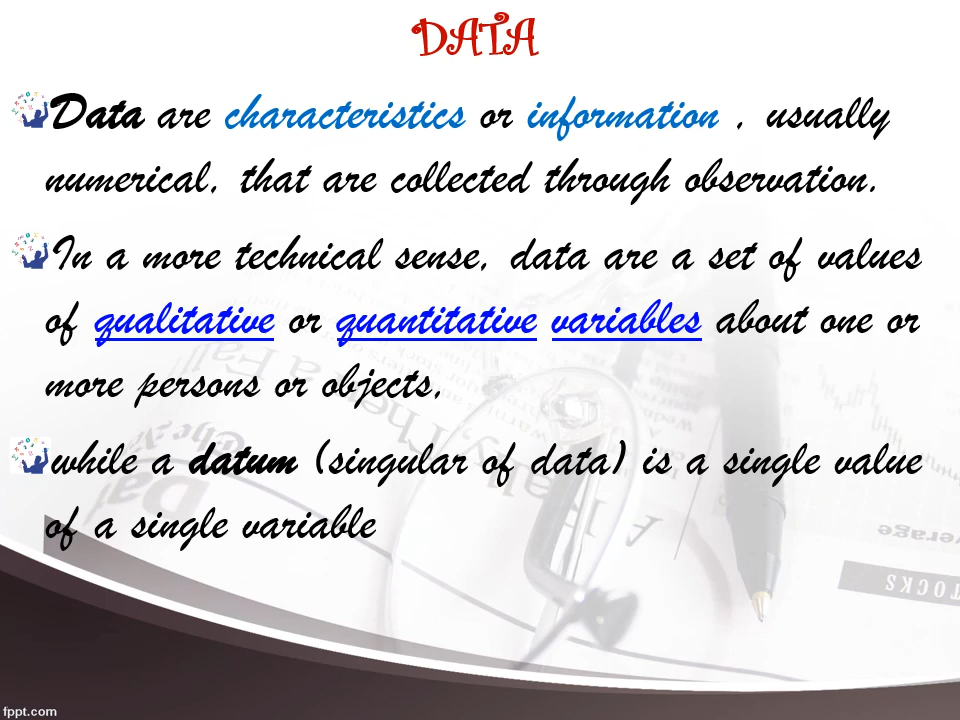 DATA
Data are characteristics or information , usually
numerical, that are collected through observation.
In a more technical sense, data are a set of values
of qualitative or quantitative variables about one or
more persons or objects,
while a datum (singular of data) is a single value
of a single variable
verage
TOCKS
fppt.com